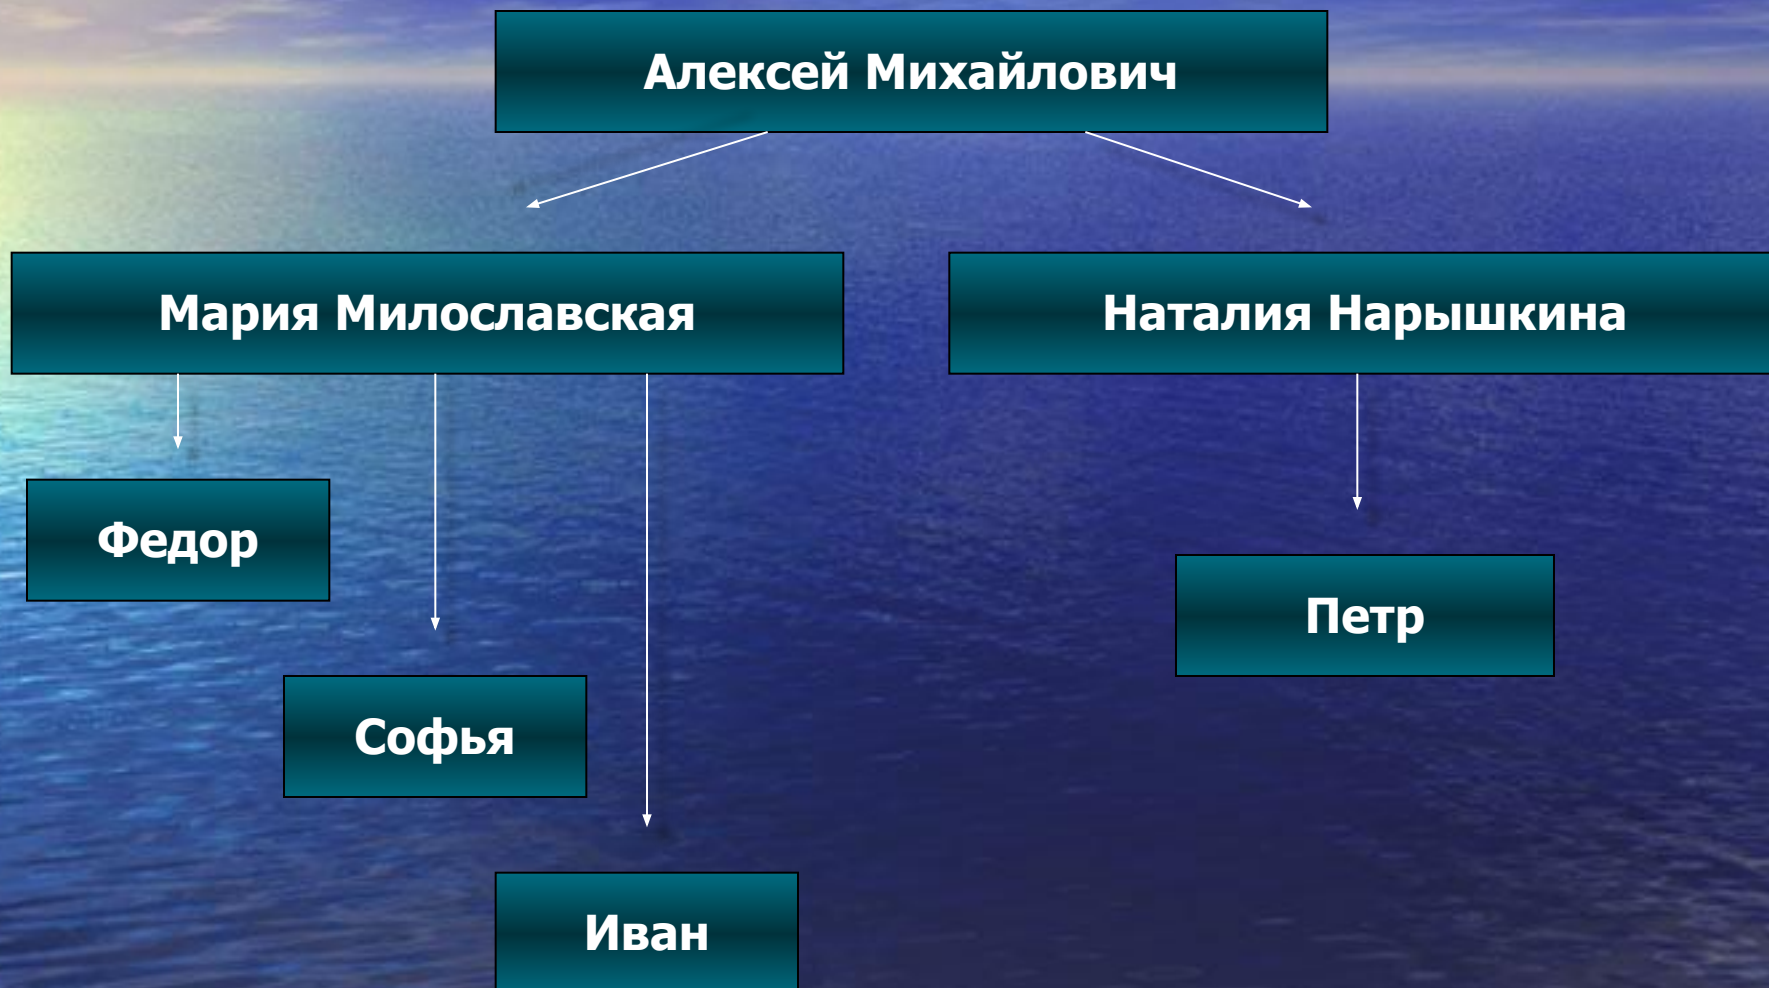 Алексей Михайлович
Мария Милославская
Наталия Нарышкина
Федор
Петр
Софья
Иван